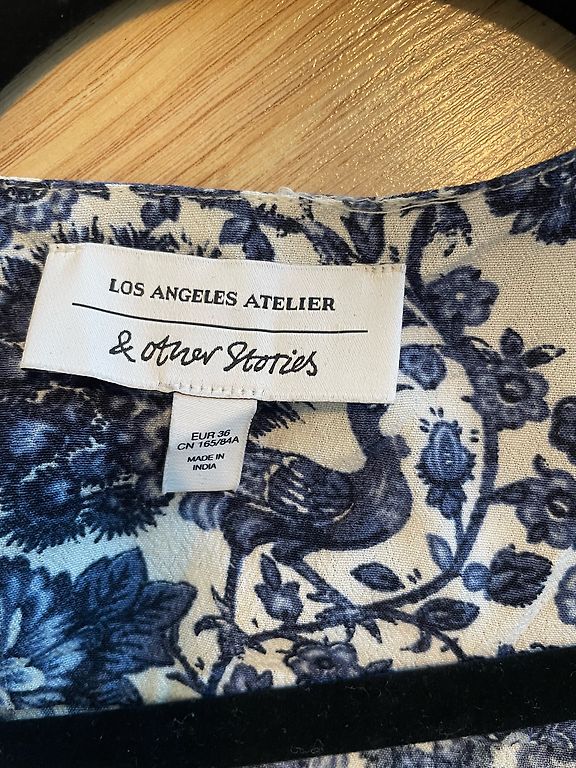 LOS ANGELES ATELIER
& other Stories
EUR 36
CN 165/84A
MADE IN
INDIA